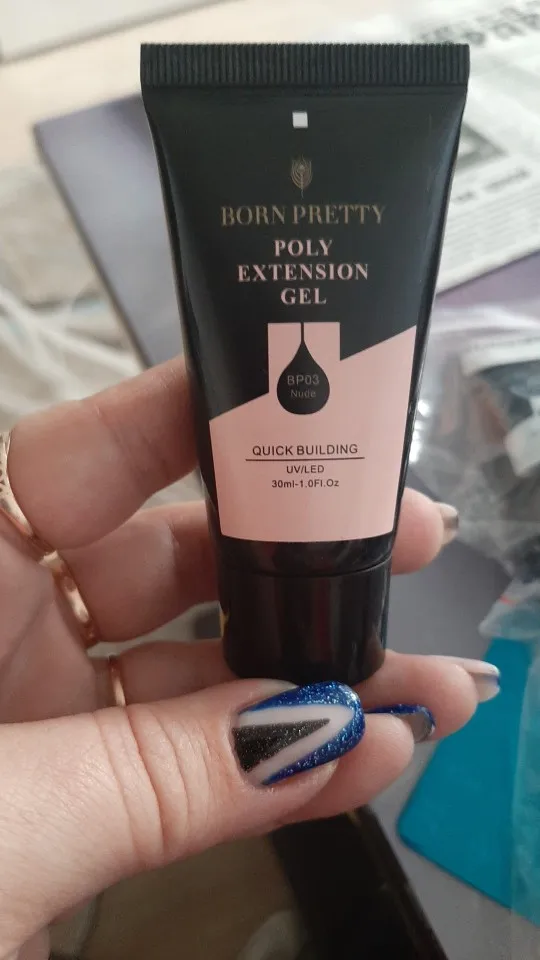 BORN PRETTY
POLY
EXTENSION
GEL
BP03
Nude
QUICK BUILDING
UV/LED
30ml-1.0Fl.Oz